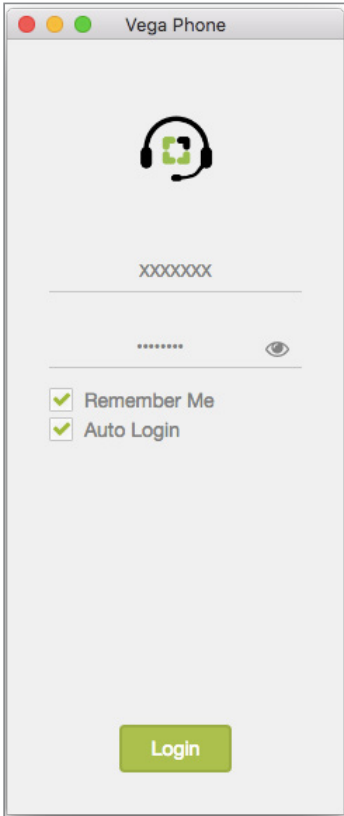 Vega Phone
XXXXXXX
••••••••
Remember Me
Auto Login
Login